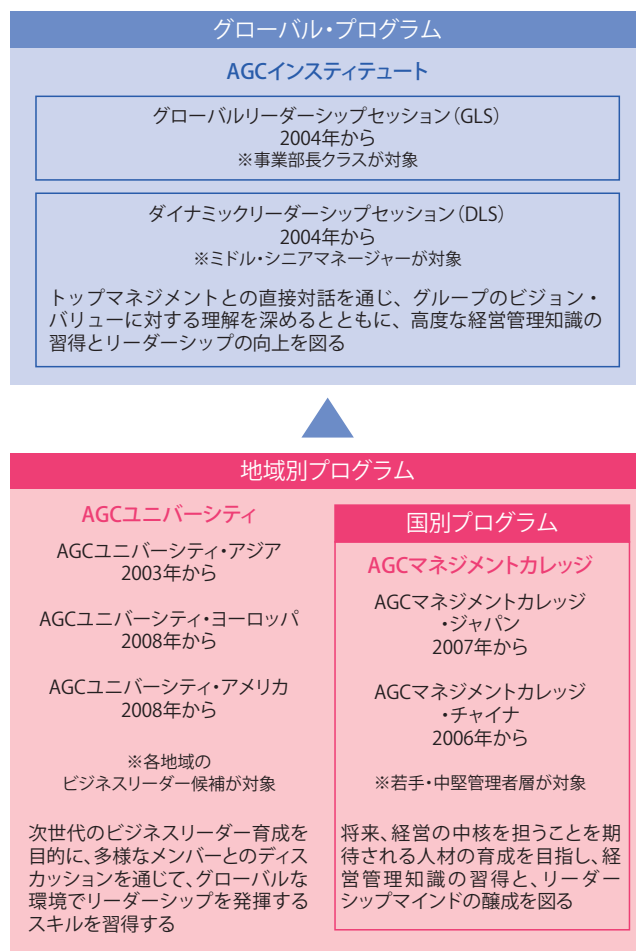 グローバル・プログラム
AGCインスティテュート
グローバルリーダーシップセッション(GLS)
2004年から
※事業部長クラスが対象
ダイナミックリーダーシップセッション(DLS)
2004年から
※ミドル・シニアマネージャーが対象
トップマネジメントとの直接対話を通じ、グループのビジョン・
バリューに対する理解を深めるとともに、高度な経営管理知識の
習得とリーダーシップの向上を図る
地域別プログラム
AGCユニバーシティ
AGCユニバーシティ・アジア
2003年から
AGCユニバーシティ・ヨーロッパ
2008年から
AGCユニバーシティ・アメリカ
2008年から
※各地域の
ビジネスリーダー候補が対象
次世代のビジネスリーダー育成を
目的に、多様なメンバーとのディス
カッションを通じて、グローバルな
環境でリーダーシップを発揮する
スキルを習得する
国別プログラム
AGCマネジメントカレッジ
AGCマネジメントカレッジ
・ジャパン
2007年から
AGCマネジメントカレッジ
・チャイナ
2006年から
※若手・中堅管理者層が対象
将来、経営の中核を担うことを期
待される人材の育成を目指し、経
営管理知識の習得と、リーダー
シップマインドの醸成を図る